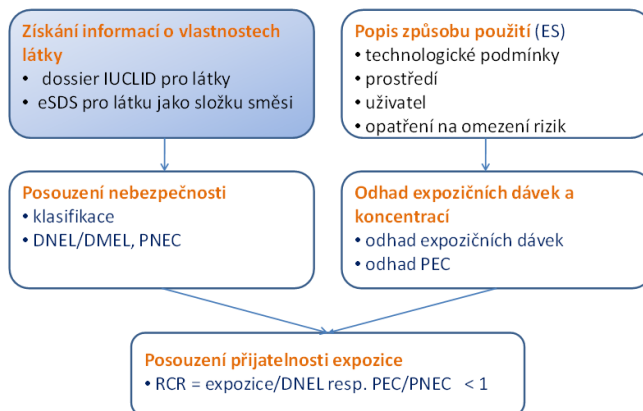 Získání informací o vlastnostech
látky
• dossier IUCLID pro látky
• eSDS pro látku jako složku směsi
Popis způsobu použití (ES)
• technologické podmínky
• prostředí
• uživatel
• opatření na omezení rizik
Posouzení nebezpečnosti
• klasifikace
• DNEL/DMEL, PNEC
Odhad expozičních dávek a
koncentrací
• odhad expozičních dávek
• odhad PEC
Posouzení přijatelnosti expozice
• RCR = expozice/DNEL resp. PEC/PNEC < 1